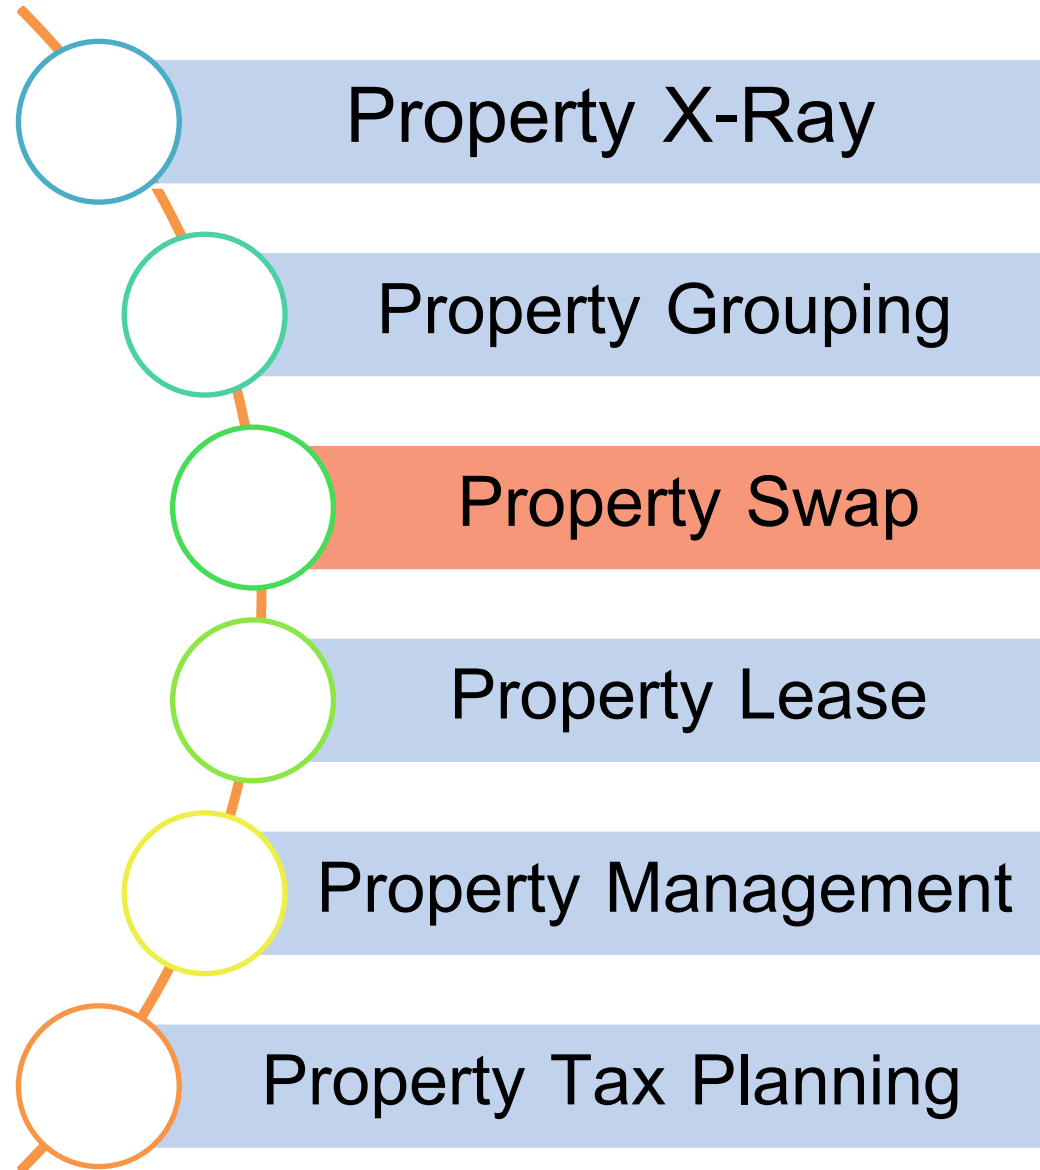 Property X-Ray
Property Grouping
Property Swap
Property Lease
Property Management
Property Tax Planning